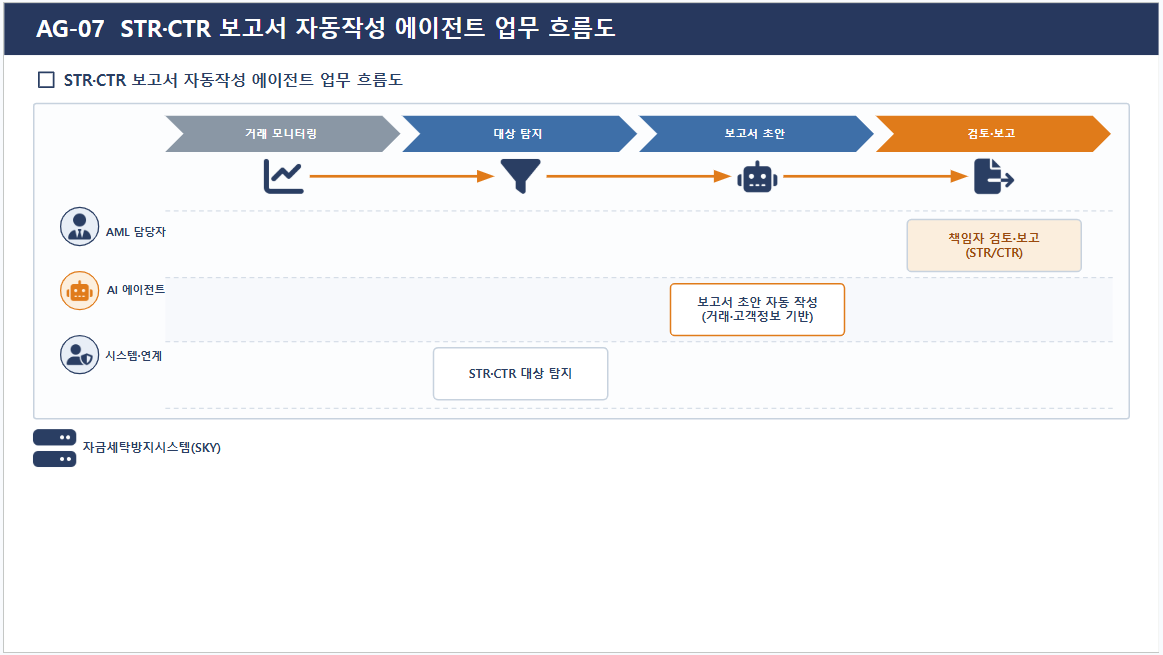 AG-07 STR·CTR 보고서 자동작성 에이전트 업무 흐름도
STR·CTR 보고서 자동작성 에이전트 업무 흐름도
거래 모니터링
대상 탐지
보고서 초안
검토·보고
AML 담당자
책임자 검토·보고
(STR/CTR)
AI 에이전트
보고서 초안 자동 작성
(거래·고객정보 기반)
시스템·연계
STR·CTR 대상 탐지
자금세탁방지시스템(SKY)